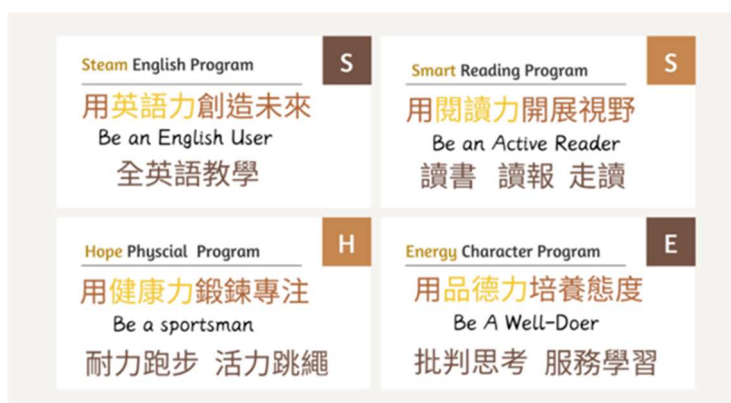 Steam English Program
S
用英語力創造未來
Be an English User
全英語教學
Smart Reading Program
S
用閱讀力開展視野
Be an Active Reader
讀書 讀報 走讀
Hope Physcial Program
H
用健康力鍛鍊專注
Be a sportsman
耐力跑步 活力跳繩
Energy Character Program
E
用品德力培養態度
Be A Well-Doer
批判思考 服務學習